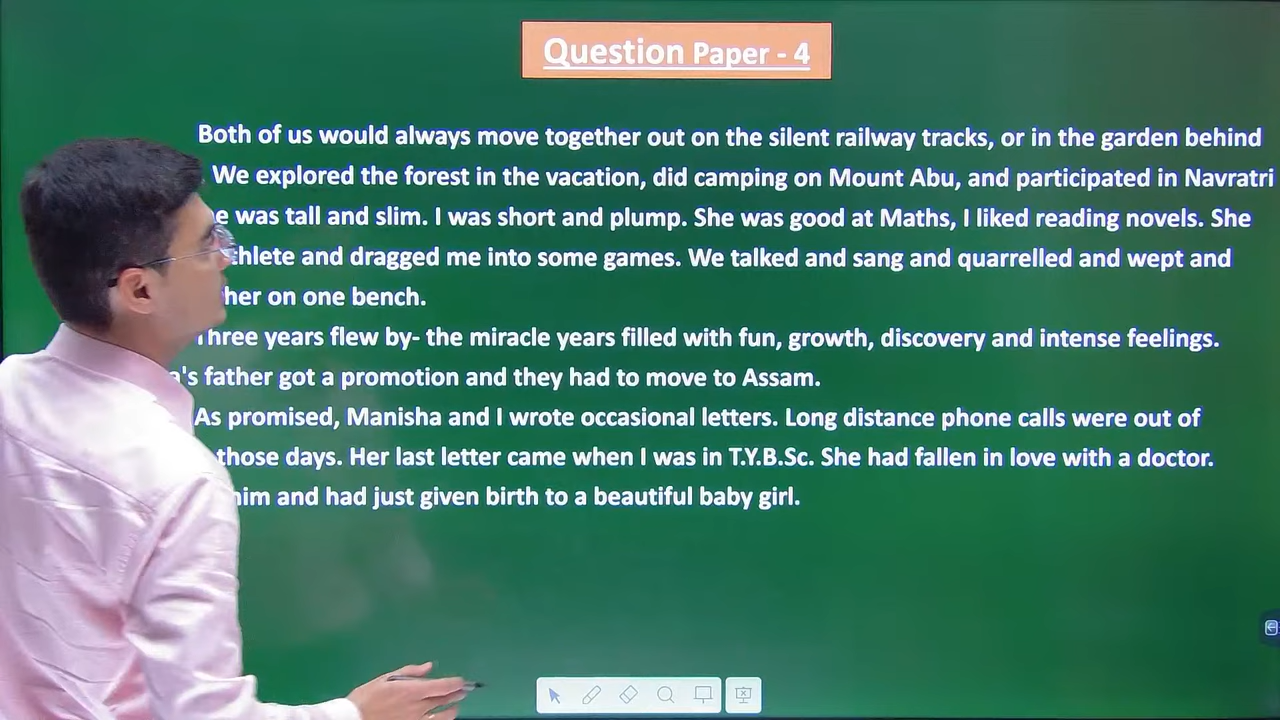 Question Paper - 4
Both of us would always move together out on the silent railway tracks, or in the garden behind
We explored the forest in the vacation, did camping on Mount Abu, and participated in Navratri
was tall and slim. I was short and plump. She was good at Maths, I liked reading novels. She
and dragged me into some games. We talked and sang and quarrelled and wept and
on one bench.
Three years flew by- the miracle years filled with fun, growth, discovery and intense feelings.
father got a promotion and they had to move to Assam.
As promised, Manisha and I wrote occasional letters. Long distance phone calls were out of
those days. Her last letter came when I was in T.Y.B.Sc. She had fallen in love with a doctor.
him and had just given birth to a beautiful baby girl.